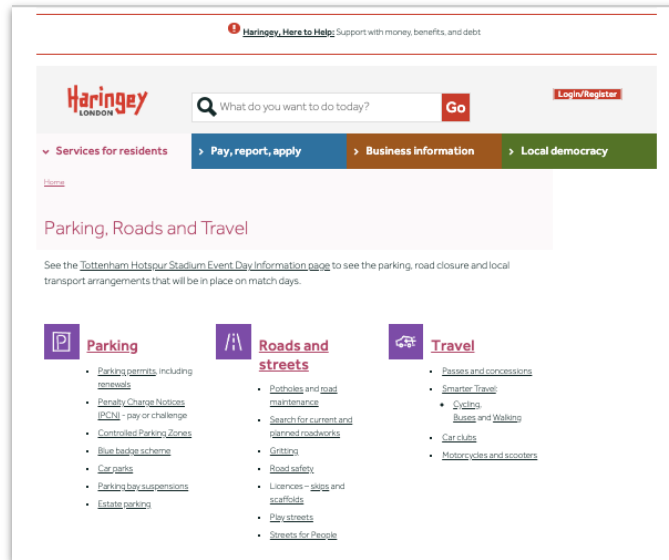 Haringey, Here to Help: Support with money, benefits, and debt
Haringey
LONDON
What do you want to do today?
Go
Login/Register
Services for residents
Pay, report, apply
Business information
Local democracy
Home
Parking, Roads and Travel
See the Tottenham Hotspur Stadium Event Day Information page to see the parking, road closure and local
transport arrangements that will be in place on match days.
Parking
Parking permits, including
renewals
Penalty Charge Notices
(PCN) - pay or challenge
Controlled Parking Zones
Blue badge scheme
Car parks
Parking bay suspensions
Estate parking
Roads and
streets
Potholes and road
maintenance
Search for current and
planned roadworks
Gritting
Road safety
Licences – skips and
scaffolds
Play streets
Streets for People
Travel
Passes and concessions
Smarter Travel:
Cycling,
Buses and Walking
Car clubs
Motorcycles and scooters